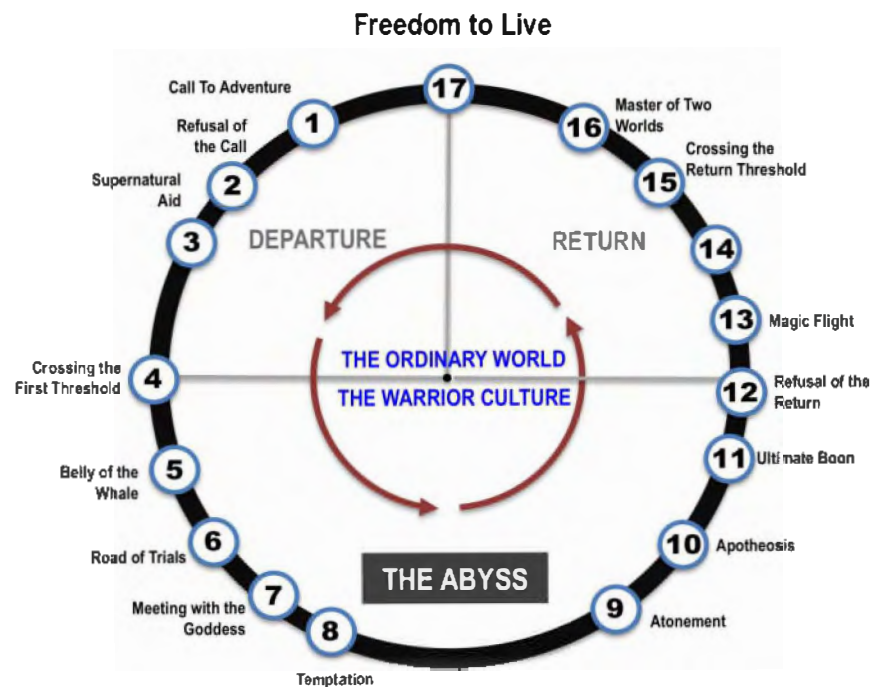 Freedom to Live
17
Call To Adventure
1
Refusal of
the Call
2
Supernatural
Aid
3
16
Master of Two
Worlds
Crossing the
Return Threshold
15
14
DEPARTURE
RETURN
13
Magic Flight
THE ORDINARY WORLD
THE WARRIOR CULTURE
Crossing the
First Threshold
4
12
Refusal of the
Return
Belly of the
Whale
5
11
Ultimate Boon
Road of Trials
6
10
Apotheosis
THE ABYSS
Meeting with the
Goddess
7
9
Atonement
8
Temptation